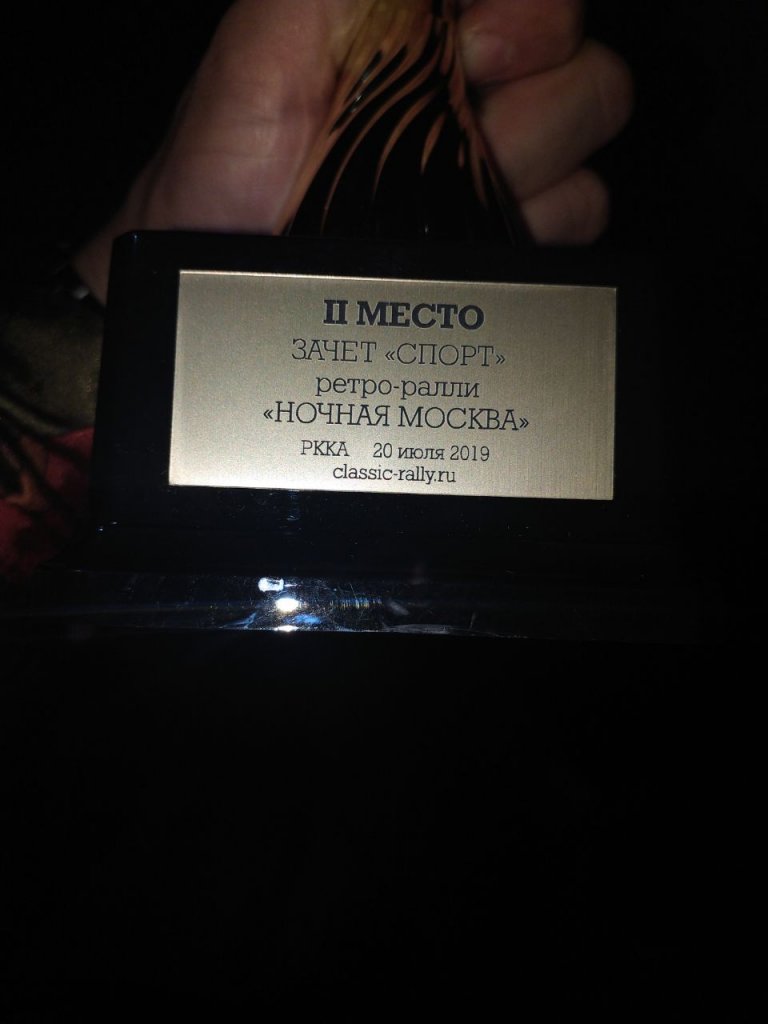 II МЕСТО
ЗАЧЕТ «СПОРТ»
ретро-ралли
«НОЧНАЯ МОСКВА»
РККА 20 июля 2019
classic-rally.ru